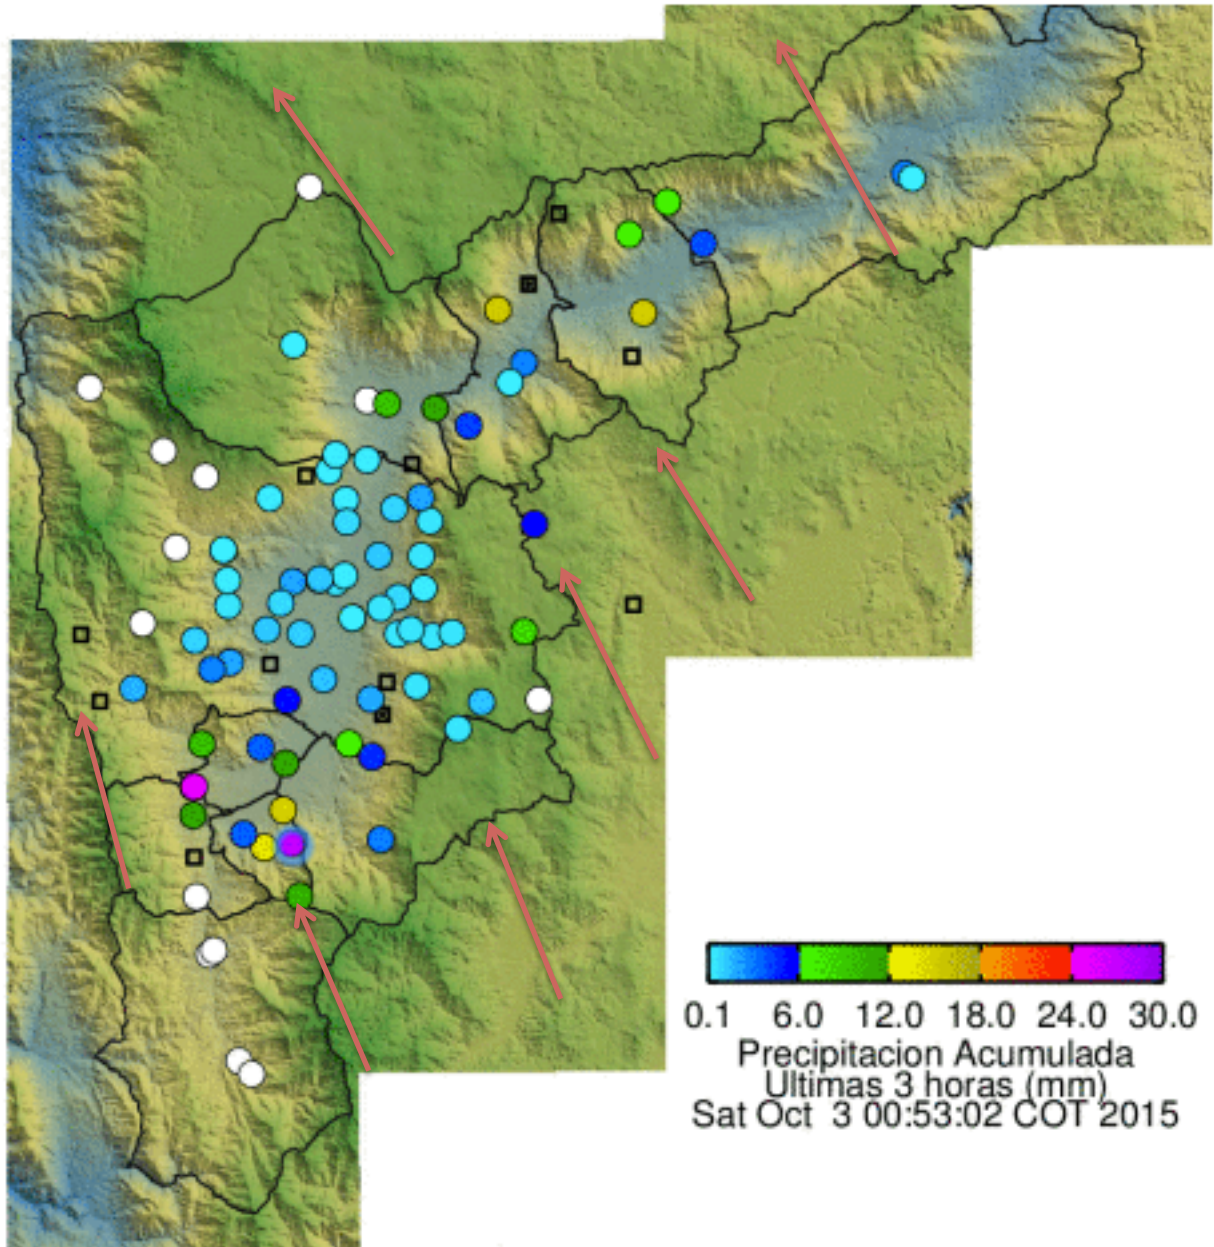 0.1 6.0 12.0 18.0 24.0 30.0
Precipitacion Acumulada
Ultimas 3 horas (mm)
Sat Oct 3 00:53:02 COT 2015